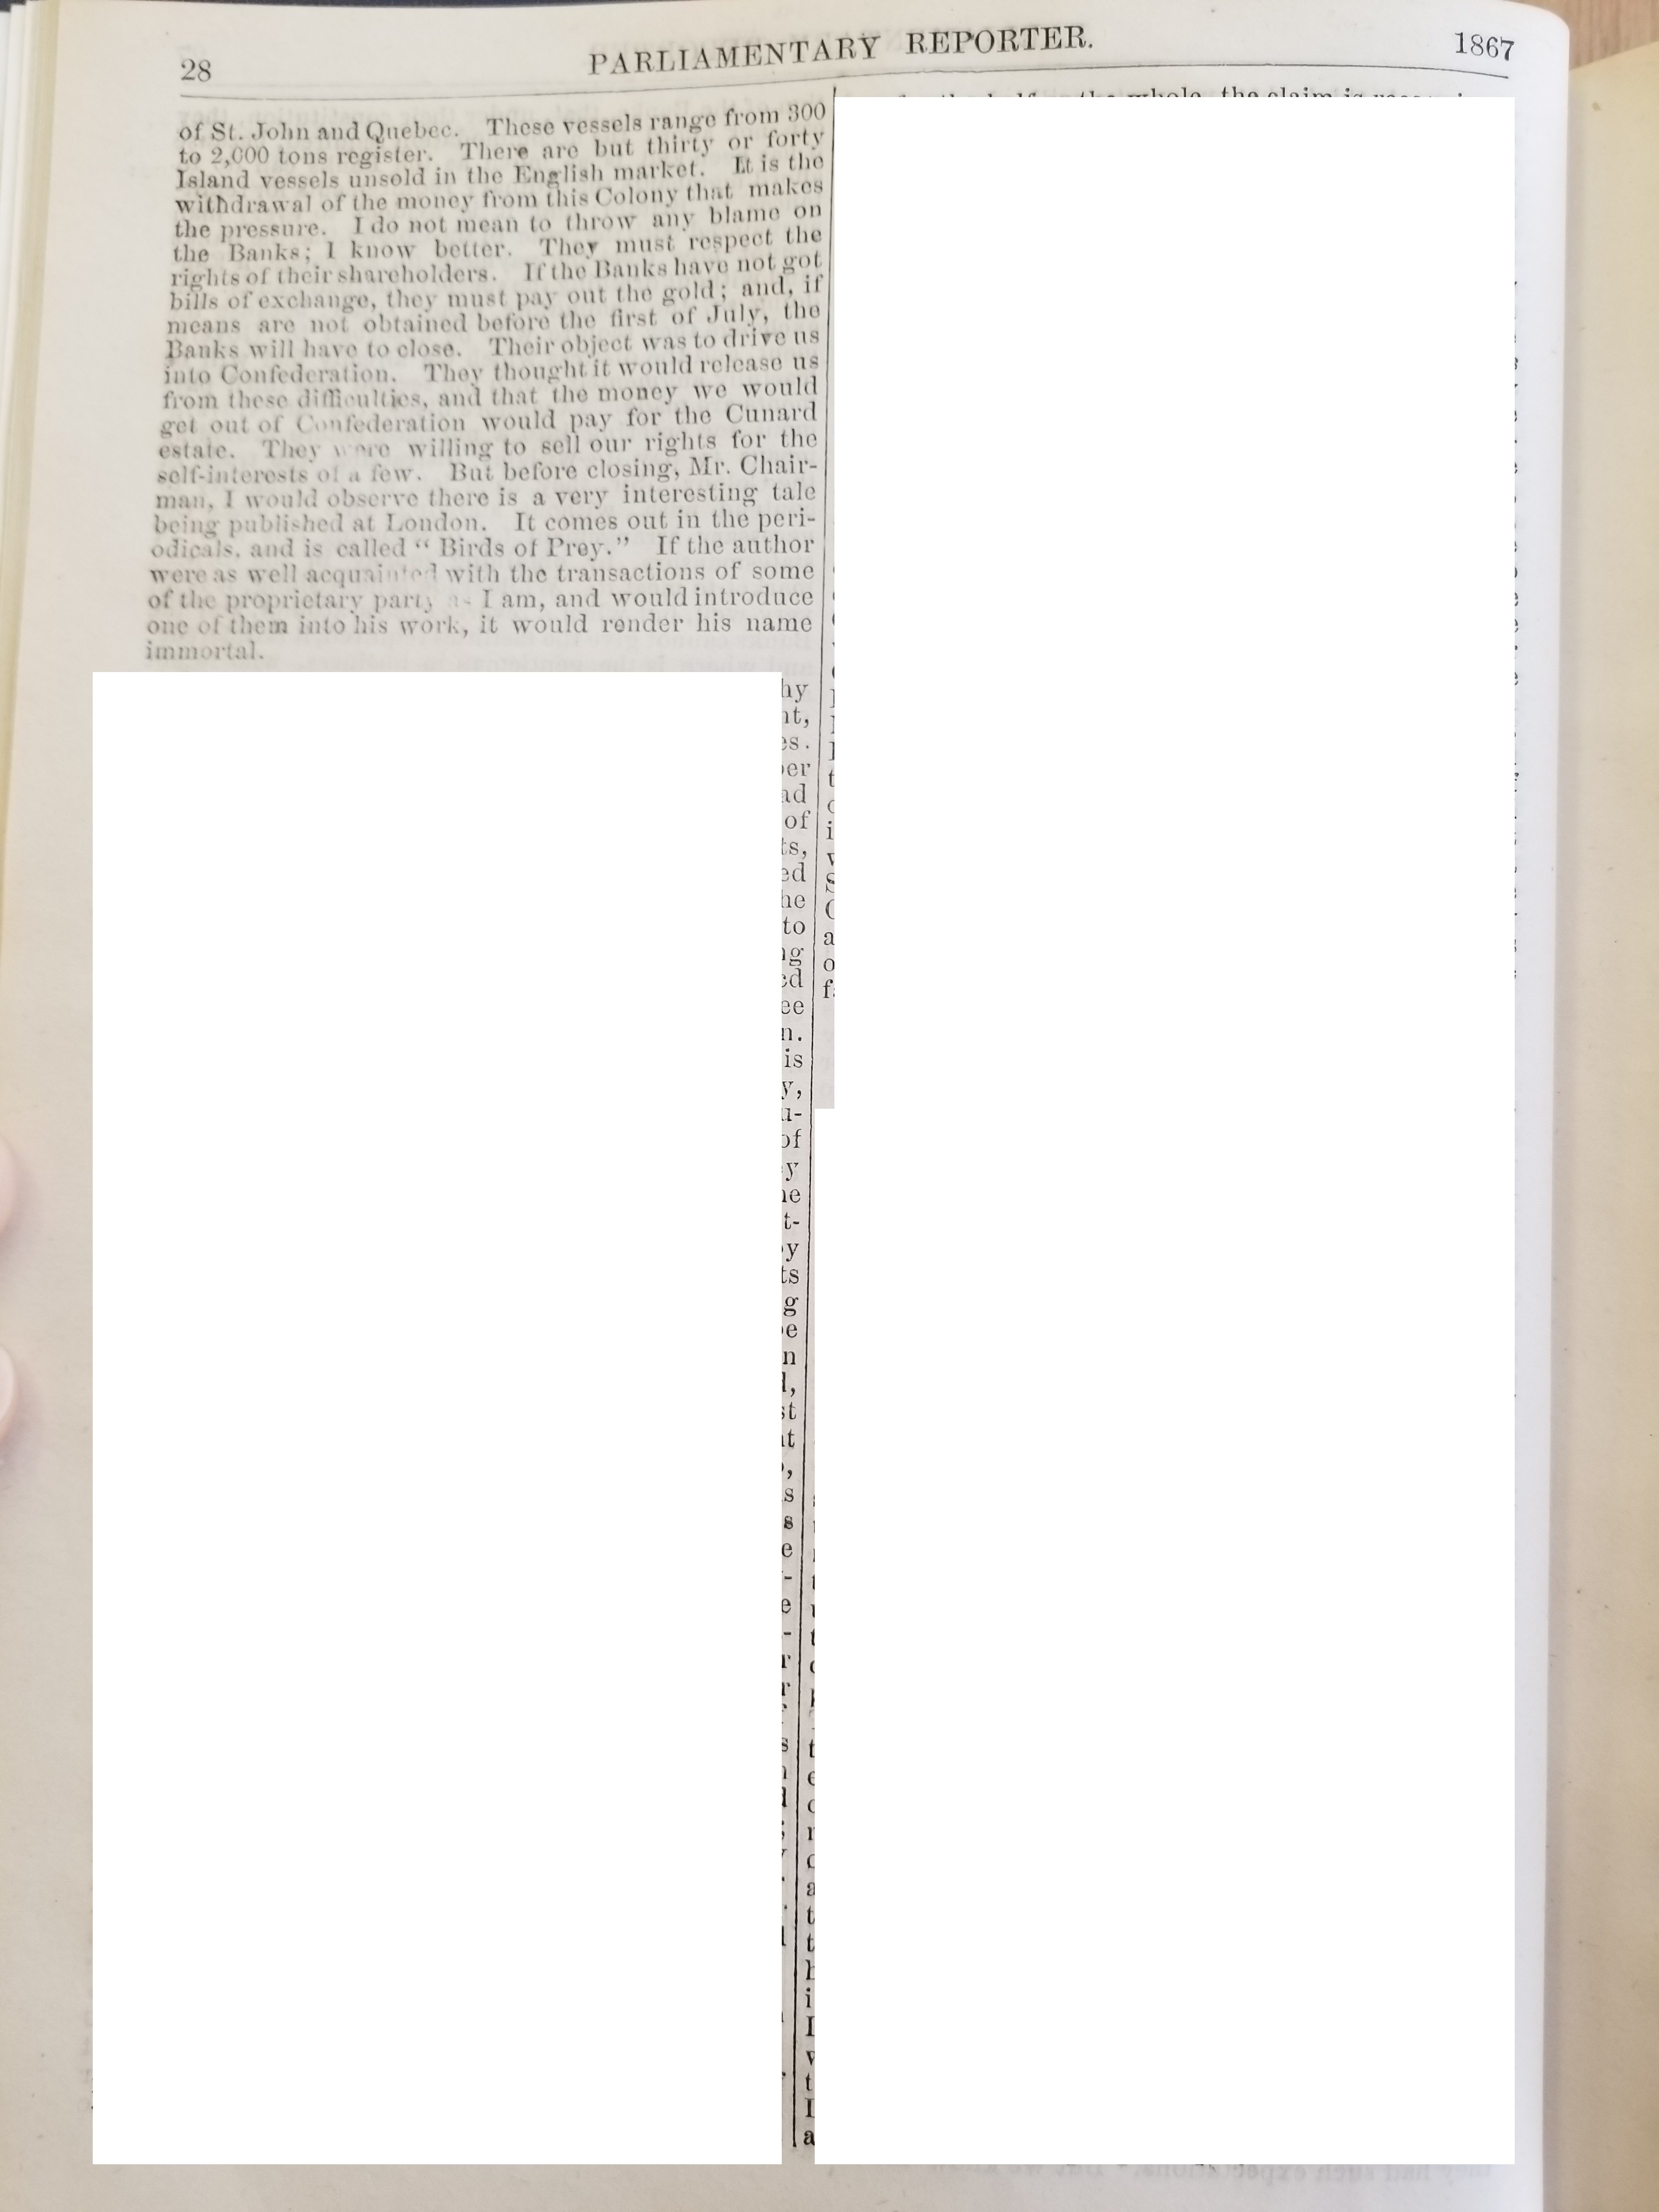 28
PARLIAMENTARY REPORTER.
1867
of St. John and Quebec. These vessels range from 300
to 2,000 tons register. There are but thirty or forty
Island vessels unsold in the English market. It is the
withdrawal of the money from this Colony that makes
the pressure. I do not mean to throw any blame on
the Banks; I know better. They must respect the
rights of their shareholders. If the Banks have not got
bills of exchange, they must pay out the gold; and, if
means are not obtained before the first of July, the
Banks will have to close. Their object was to drive us
into Confederation. They thought it would release us
from these difficulties, and that the money we would
get out of Confederation would pay for the Cunard
estate. They were willing to sell our rights for the
self-interests of a few. But before closing, Mr. Chair-
man, I would observe there is a very interesting tale
being published at London. It comes out in the peri-
odicals, and is called "Birds of Prey." If the author
were as well acquainted with the transactions of some
of the proprietary party as I am, and would introduce
one of them into his work, it would render his name
immortal.